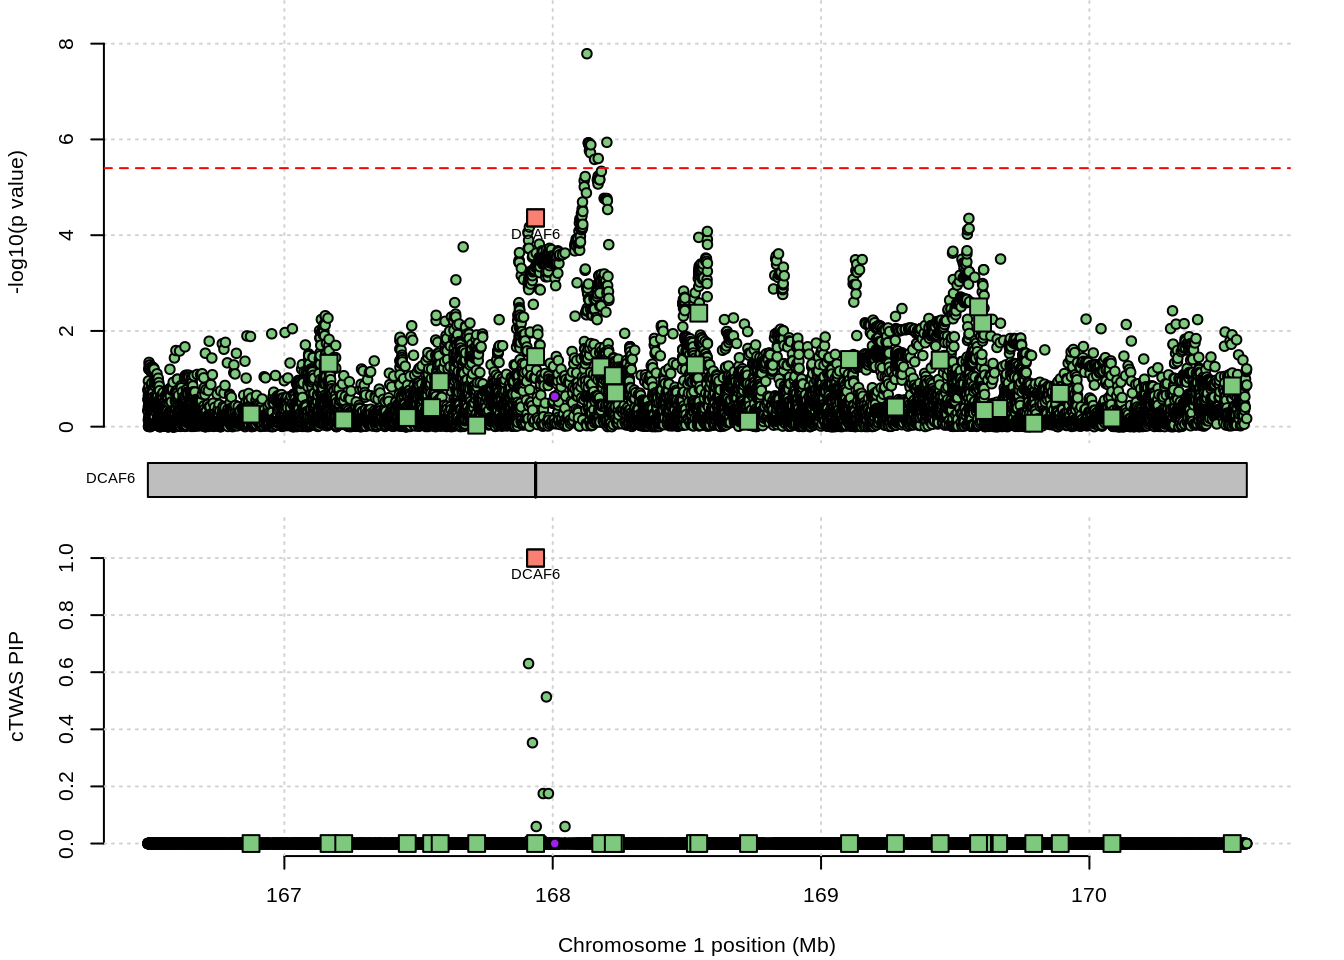 8
6
4
2
0
-log10(p value)
DCAF6
DCAF6
1.0
0.8
0.6
0.4
0.2
0.0
cTWAS PIP
DCAF6
167 168 169 170
Chromosome 1 position (Mb)